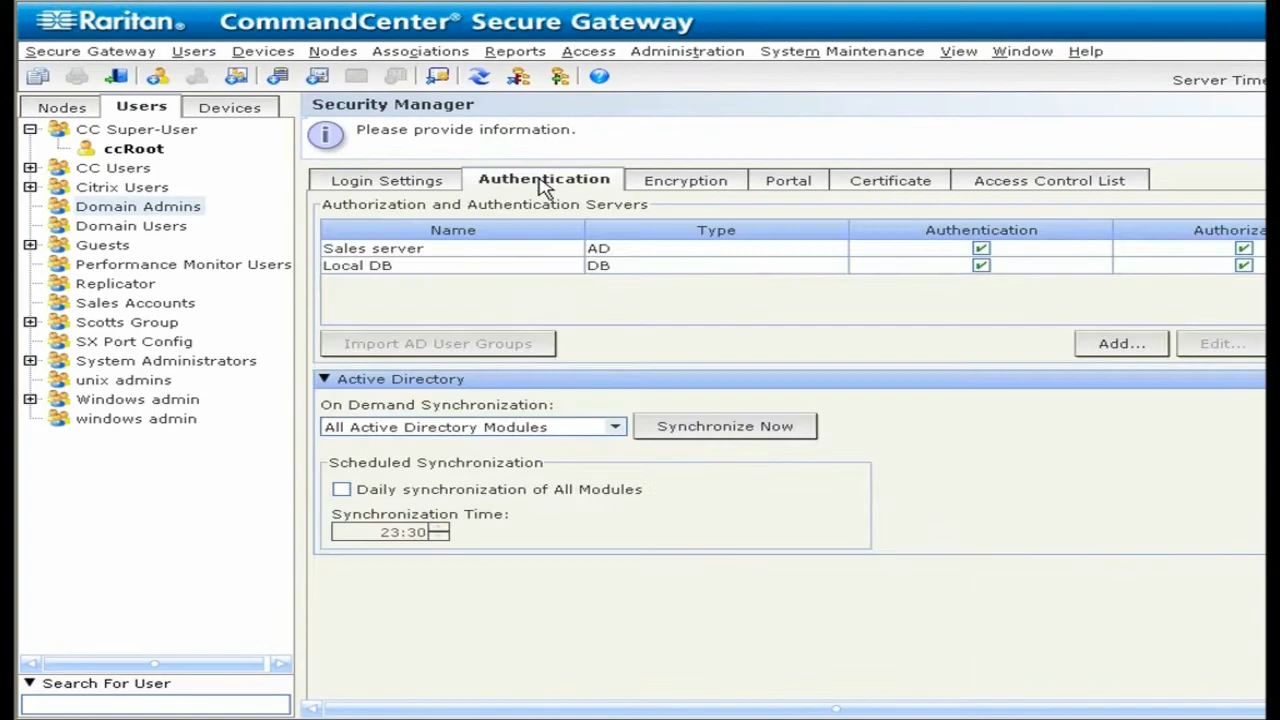 Raritan. CommandCenter® Secure Gateway
Secure Gateway Users Devices Nodes Associations Reports Access Administration System Maintenance View Window Help
Server Time
Nodes Users Devices
CC Super-User
ccRoot
CC Users
Citrix Users
Domain Admins
Domain Users
Guests
Performance Monitor Users
Replicator
Sales Accounts
Scotts Group
SX Port Config
System Administrators
unix admins
Windows admin
windows admin
Search For User
Security Manager
Please provide information.
Login Settings Authentication Encryption Portal Certificate Access Control List
Authorization and Authentication Servers
Name Type Authentication Authoriza
Sales server AD
Local DB DB
Import AD User Groups Add... Edit...
Active Directory
On Demand Synchronization:
All Active Directory Modules Synchronize Now
Scheduled Synchronization
Daily synchronization of All Modules
Synchronization Time:
23:30